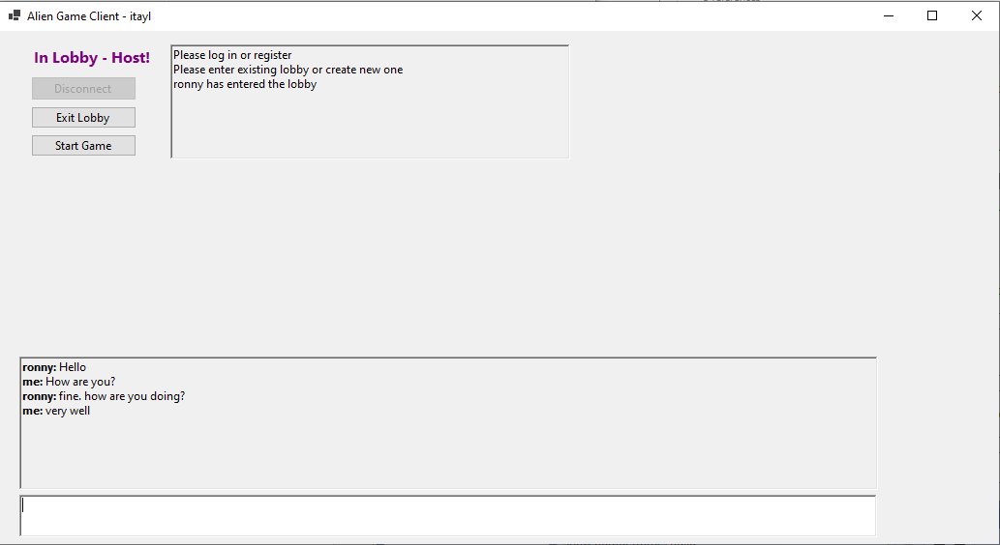 Alien Game Client - itayl
In Lobby - Host!
Disconnect
Exit Lobby
Start Game
Please log in or register
Please enter existing lobby or create new one
ronny has entered the lobby
ronny: Hello
me: How are you?
ronny: fine. how are you doing?
me: very well